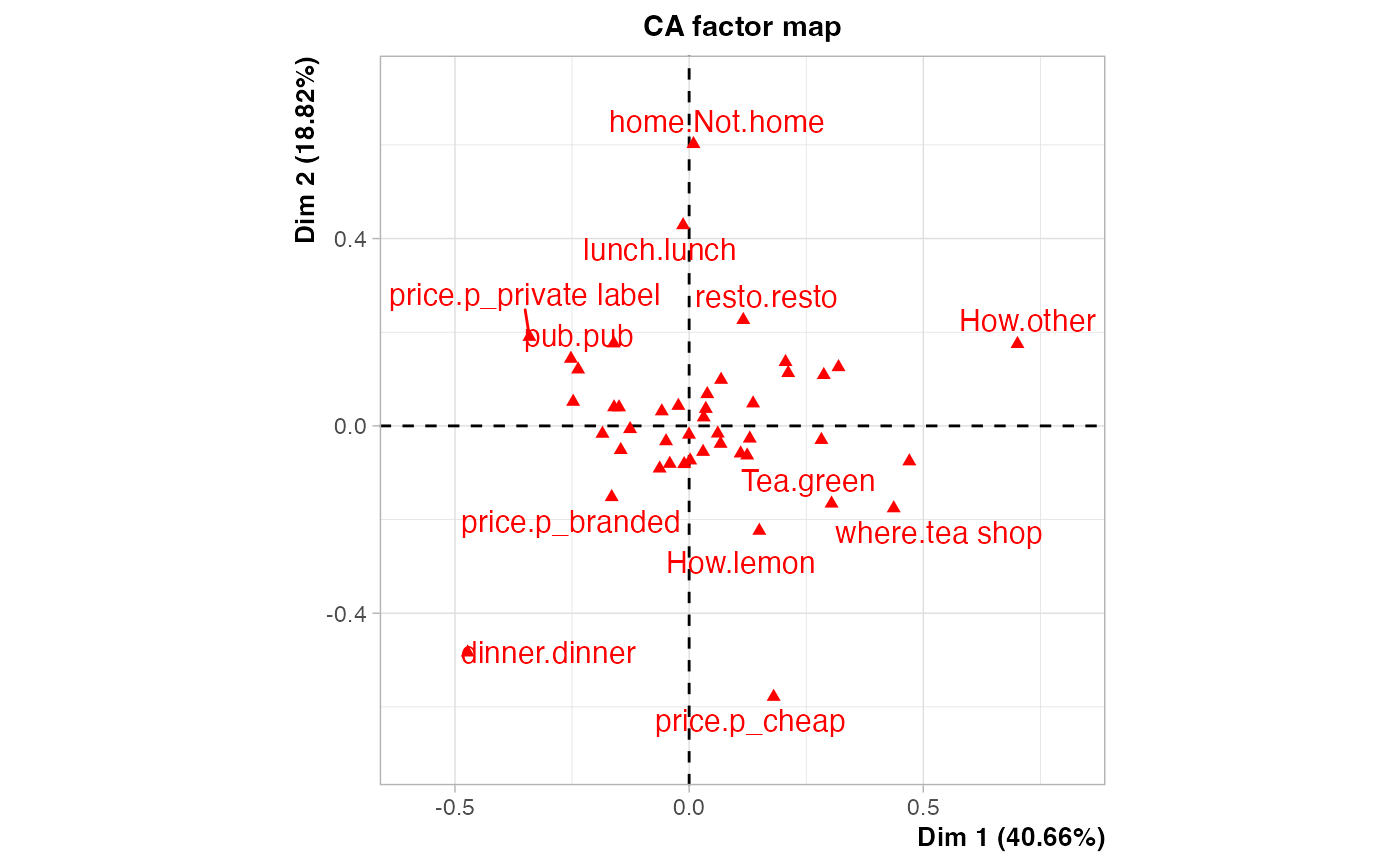 CA factor map
Dim 2 (18.82%)
home.Not.home
0.4
lunch.lunch
price.p_private label
resto.resto
How.other
pub.pub
0.0
Tea.green
price.p_branded
where.tea shop
How.lemon
-0.4
dinner.dinner
price.p_cheap
-0.5
0.0
0.5
Dim 1 (40.66%)